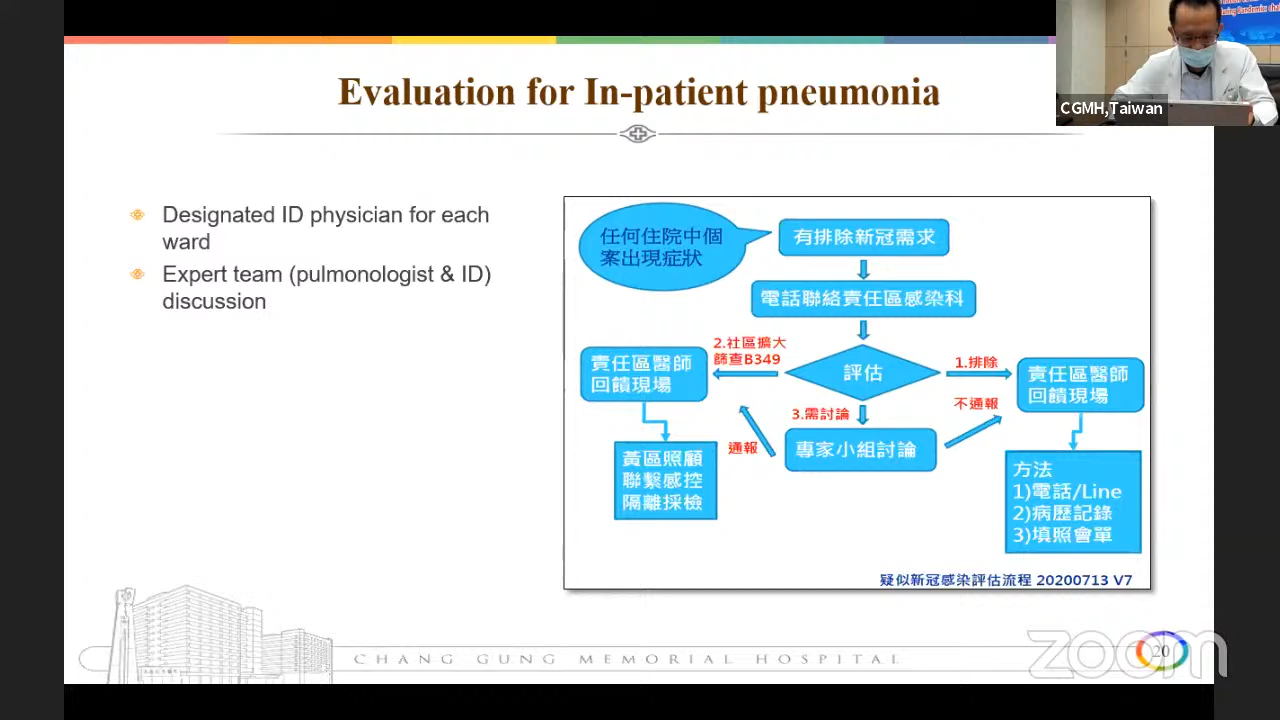 CGMH,Taiwan
Evaluation for In-patient pneumonia
Designated ID physician for each
ward
Expert team (pulmonologist & ID)
discussion
任何住院中個
案出現症狀
有排除新冠需求
電話聯絡責任區感染科
評估
2.社區擴大
篩查B349
1.排除
責任區醫師
回饋現場
責任區醫師
回饋現場
3.需討論
不通報
通報
專家小組討論
黃區照顧
聯繫感控
隔離採檢
方法
1)電話/Line
2)病歷記錄
3)填照會單
疑似新冠感染評估流程 20200713 V7
CHANG GUNG MEMORIAL HOSPITAL
zoom
20